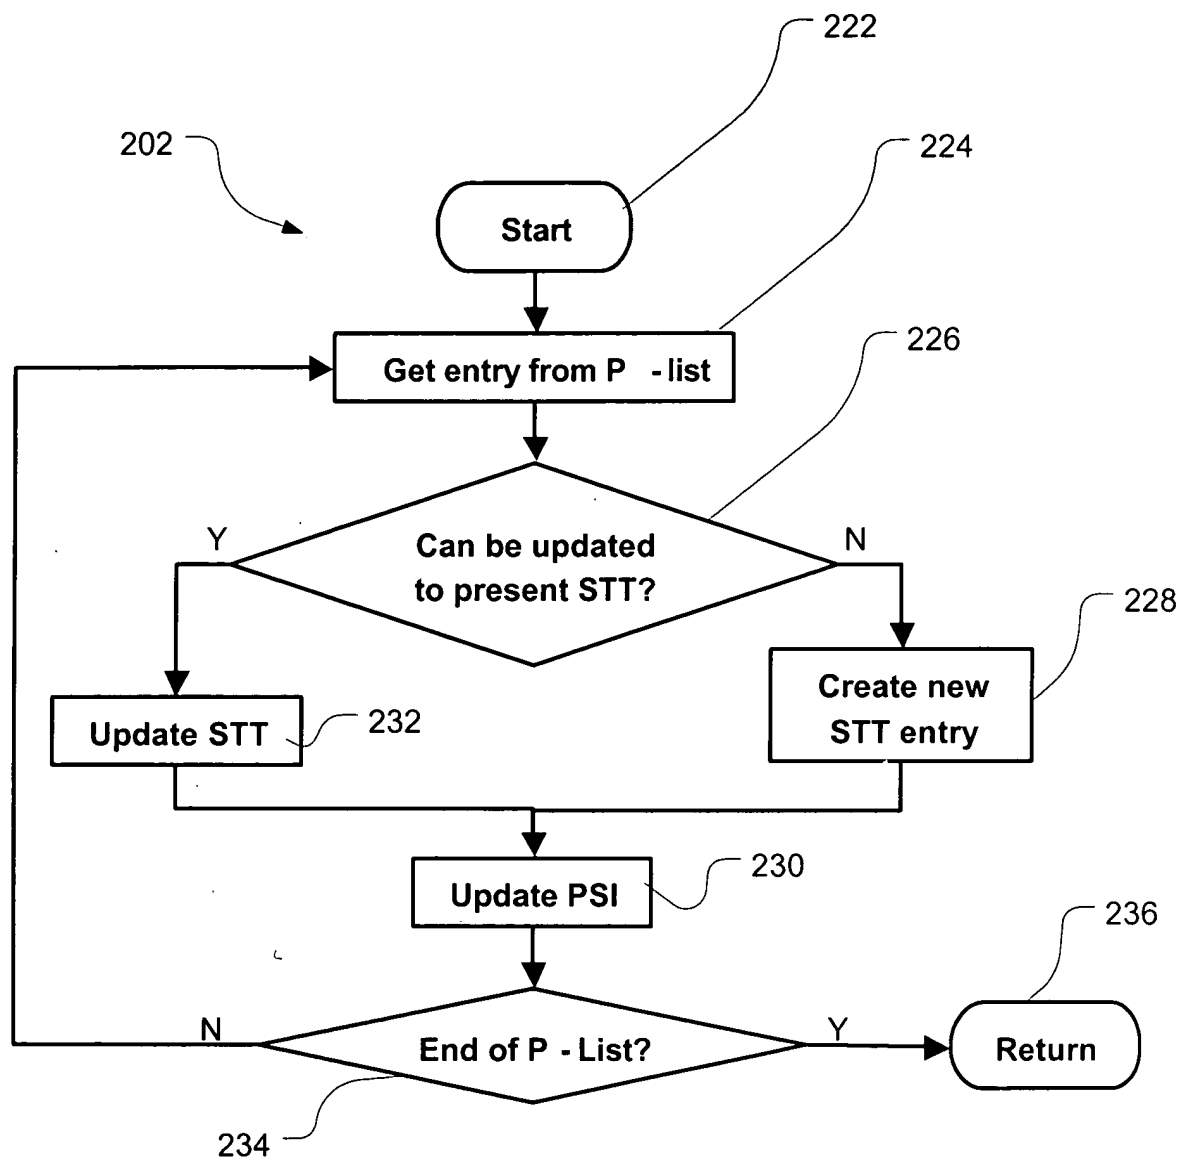 222
202
224
Start
226
Get entry from P - list
Y
N
Can be updated
to present STT?
228
Create new
STT entry
Update STT
232
230
Update PSI
236
N
Y
End of P - List?
Return
234